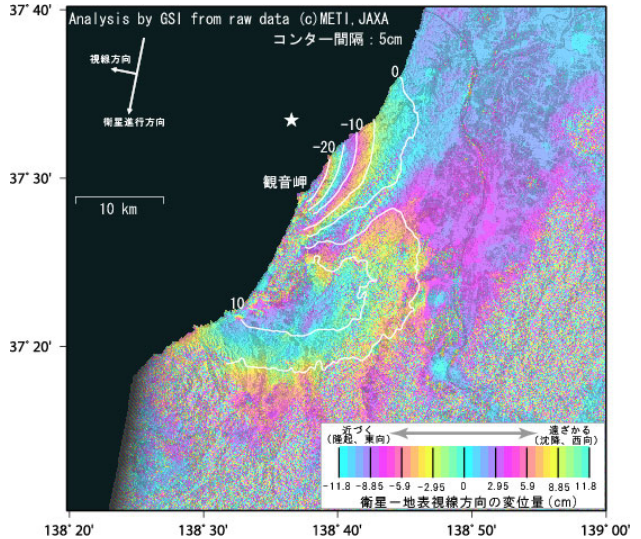 Analysis by GSI from raw data (c)METI,JAXA
コンター間隔：5cm
視線方向
衛星進行方向
0
-10
-20
観音岬
10 km
10
近づく
(隆起、東向)
遠ざかる
(沈降、西向)
-11.8 -8.85 -5.9 -2.95 0 2.95 5.9 8.85 11.8
衛星－地表視線方向の変位量(cm)
37˚ 40'
37˚ 30'
37˚ 20'
138˚ 20' 138˚ 30' 138˚ 40' 138˚ 50' 139˚ 00'